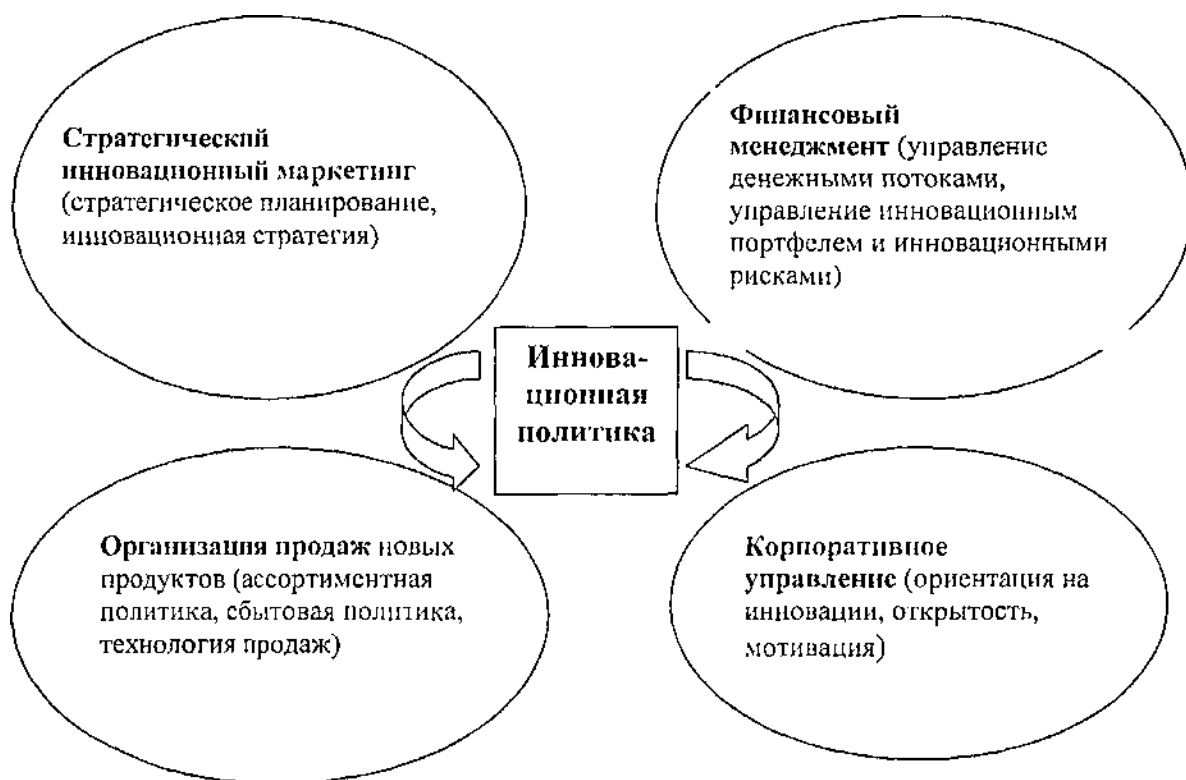 Стратегический
инновационный маркетинг
(стратегическое планирование,
инновационная стратегия)
Финансовый
менеджмент (управление
денежными потоками,
управление инновационным
портфелем и инновационными
рисками)
Иннова-
ционная
политика
Организация продаж новых
продуктов (ассортиментная
политика, сбытовая политика,
технология продаж)
Корпоративное
управление (ориентация на
инновации, открытость,
мотивация)